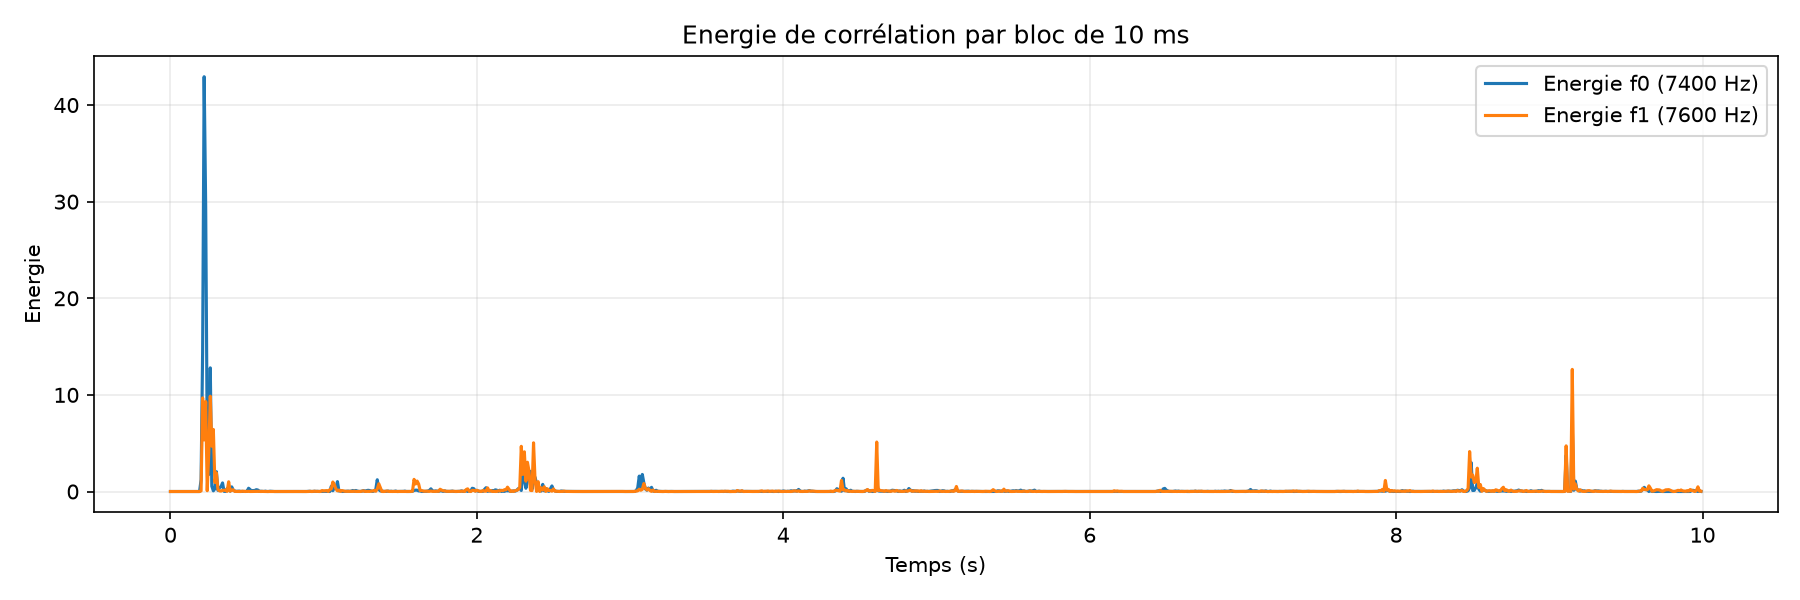 Energie de corrélation par bloc de 10 ms
Energie f0 (7400 Hz)
Energie f1 (7600 Hz)
Energie
40
30
20
10
0
0 2 4 6 8 10
Temps (s)